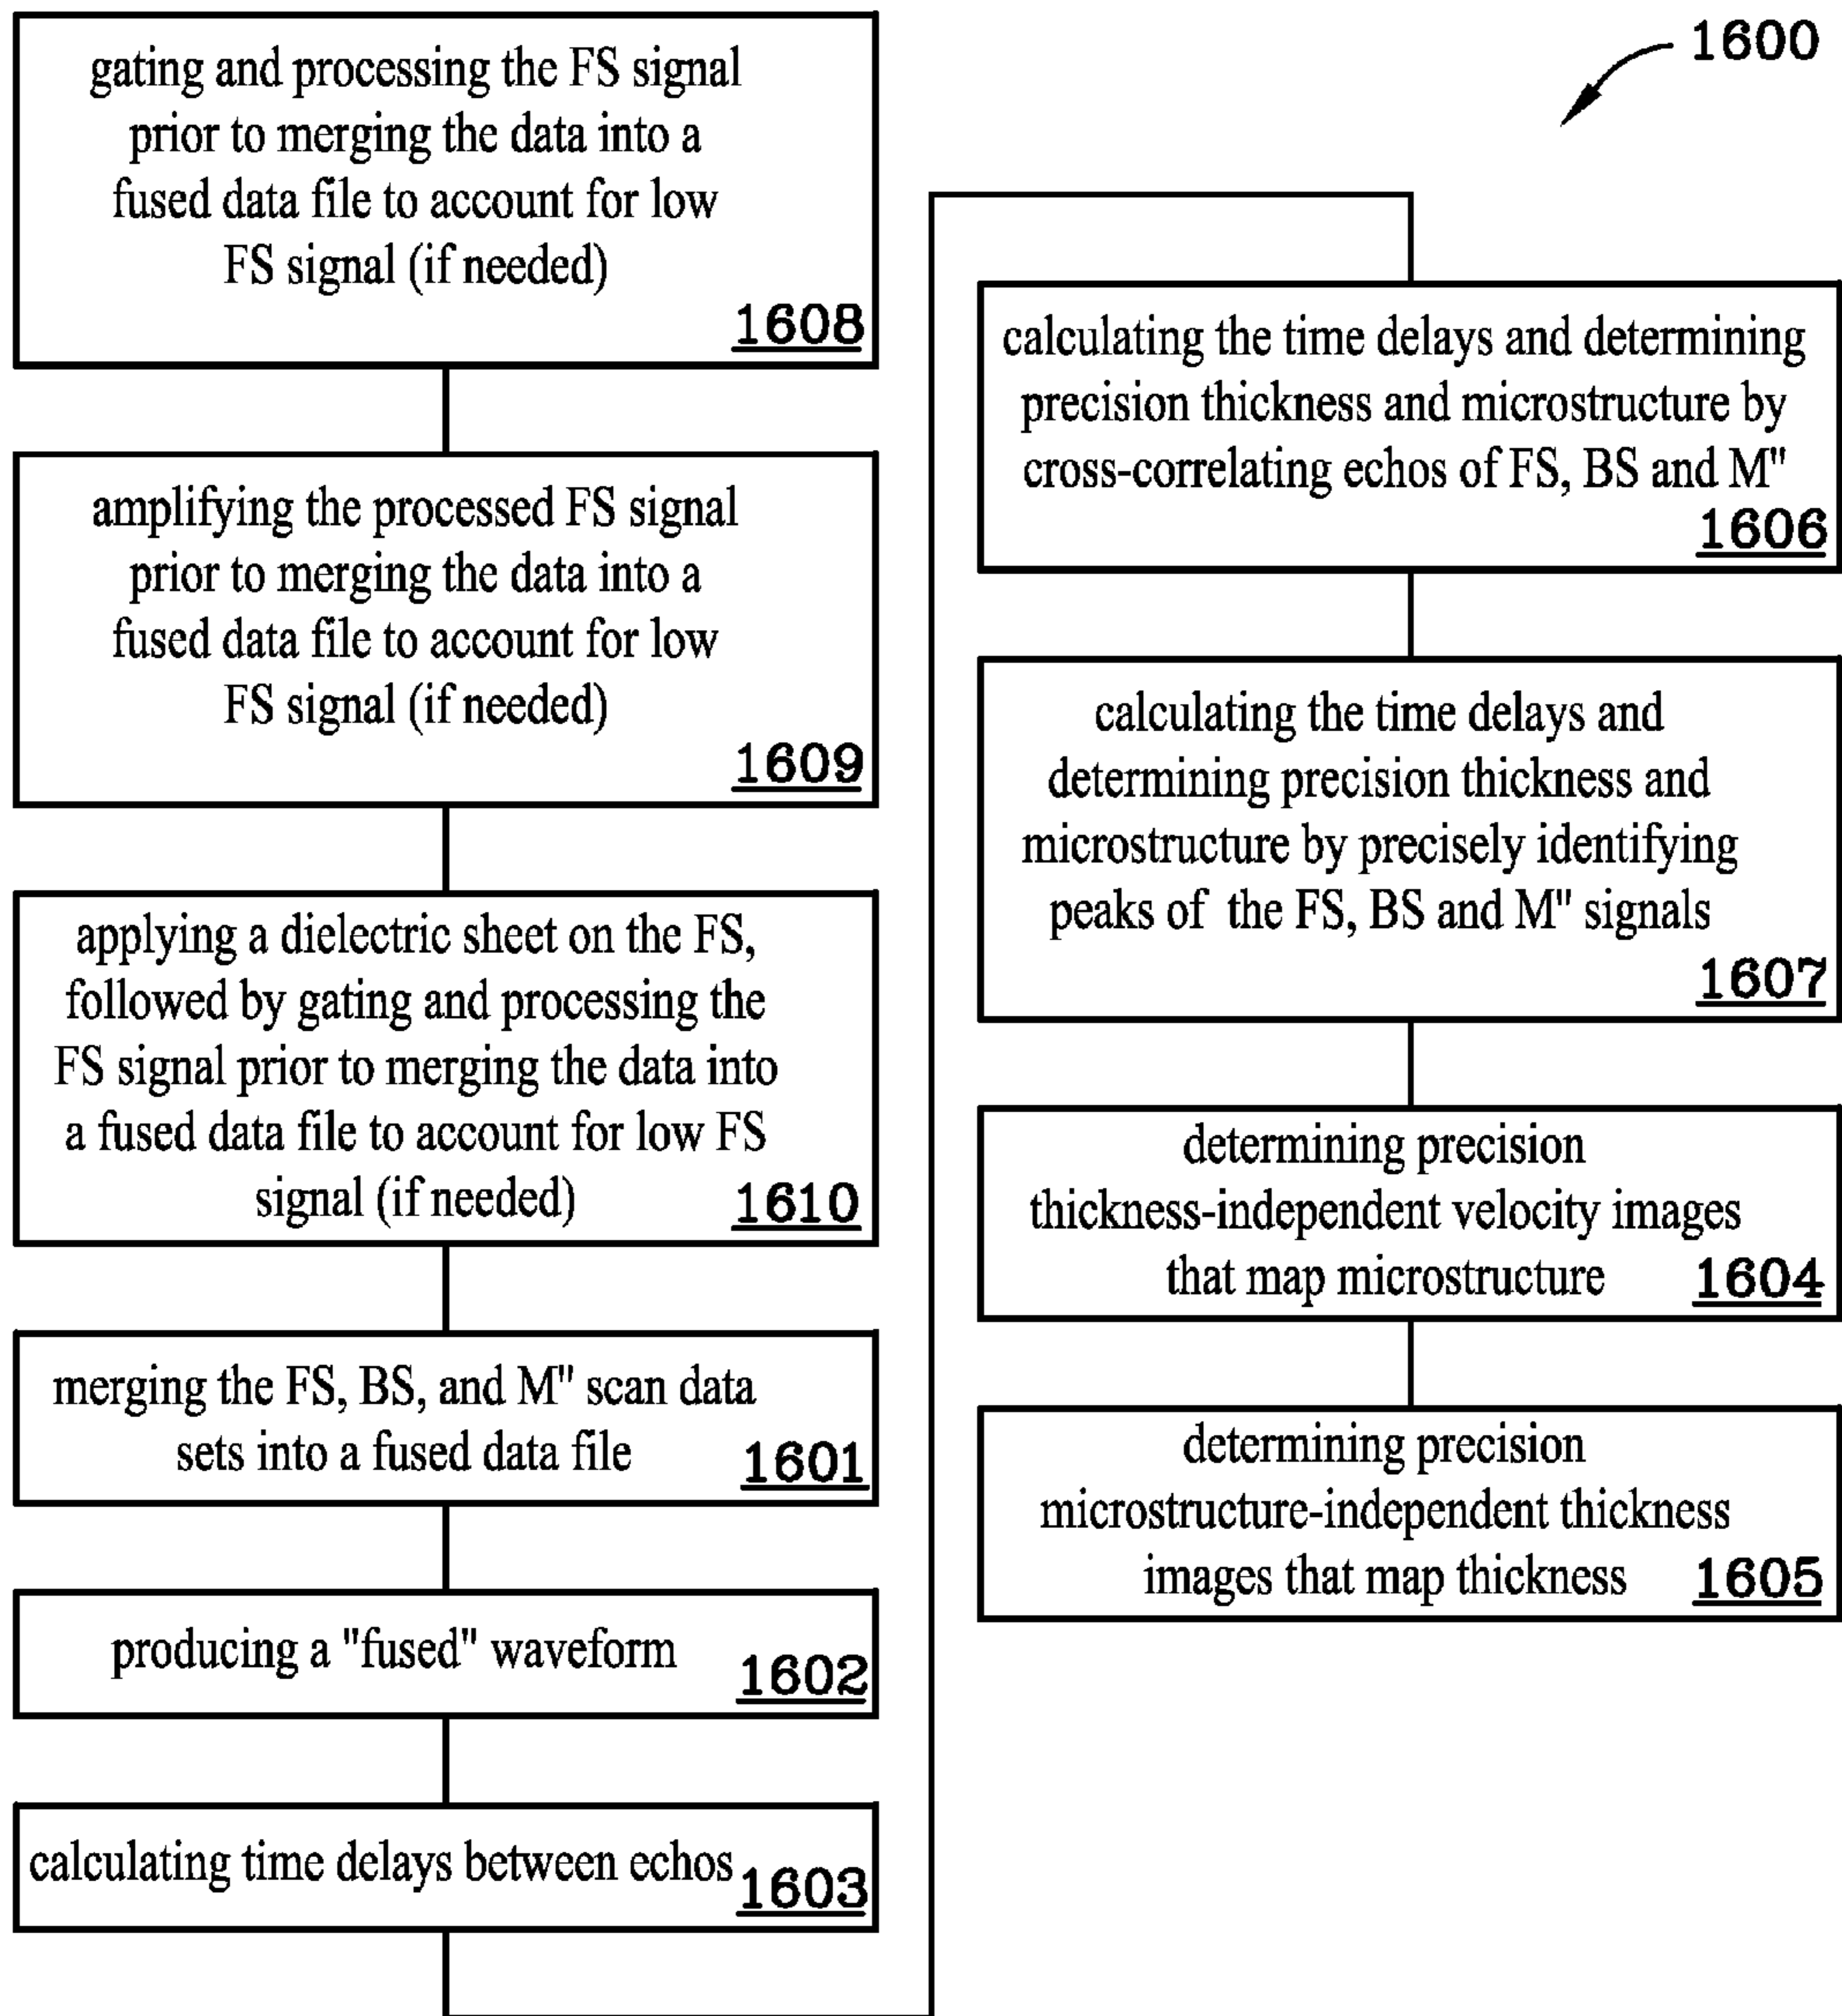 1600
gating and processing the FS signal
prior to merging the data into a
fused data file to account for low
FS signal (if needed)
1608
amplifying the processed FS signal
prior to merging the data into a
fused data file to account for low
FS signal (if needed)
1609
applying a dielectric sheet on the FS,
followed by gating and processing the
FS signal prior to merging the data into
a fused data file to account for low FS
signal (if needed) 1610
merging the FS, BS, and M" scan data
sets into a fused data file 1601
producing a "fused" waveform 1602
calculating time delays between echos 1603
calculating the time delays and determining
precision thickness and microstructure by
cross-correlating echos of FS, BS and M"
1606
calculating the time delays and
determining precision thickness and
microstructure by precisely identifying
peaks of the FS, BS and M" signals
1607
determining precision
thickness-independent velocity images
that map microstructure 1604
determining precision
microstructure-independent thickness
images that map thickness 1605